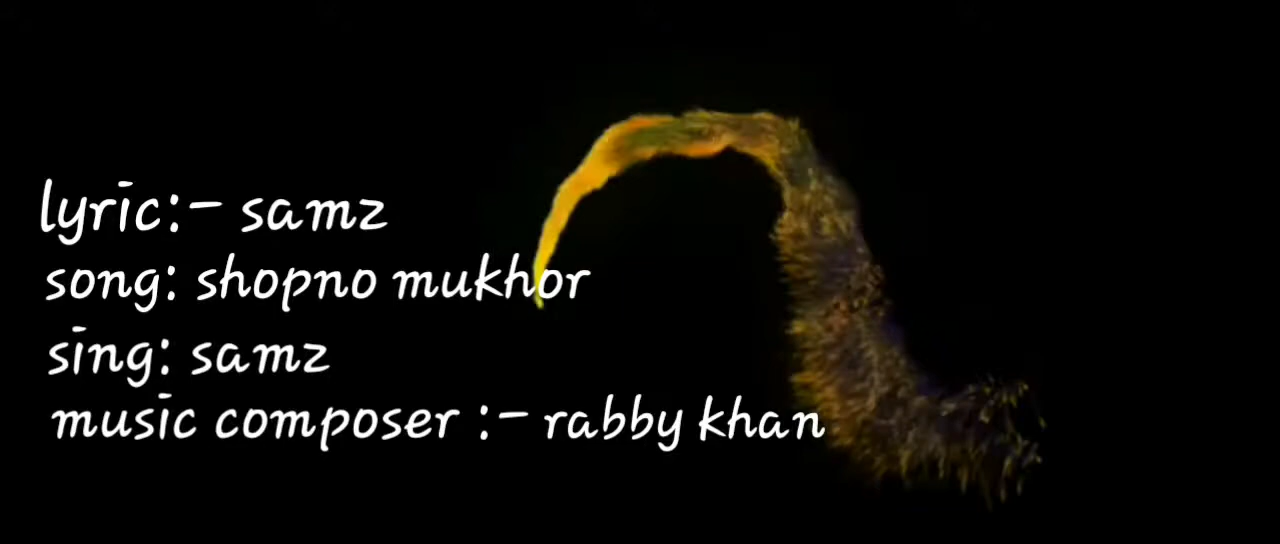 lyric:- samz
song: shopno mukhor
sing: samz
music composer :- rabby khan